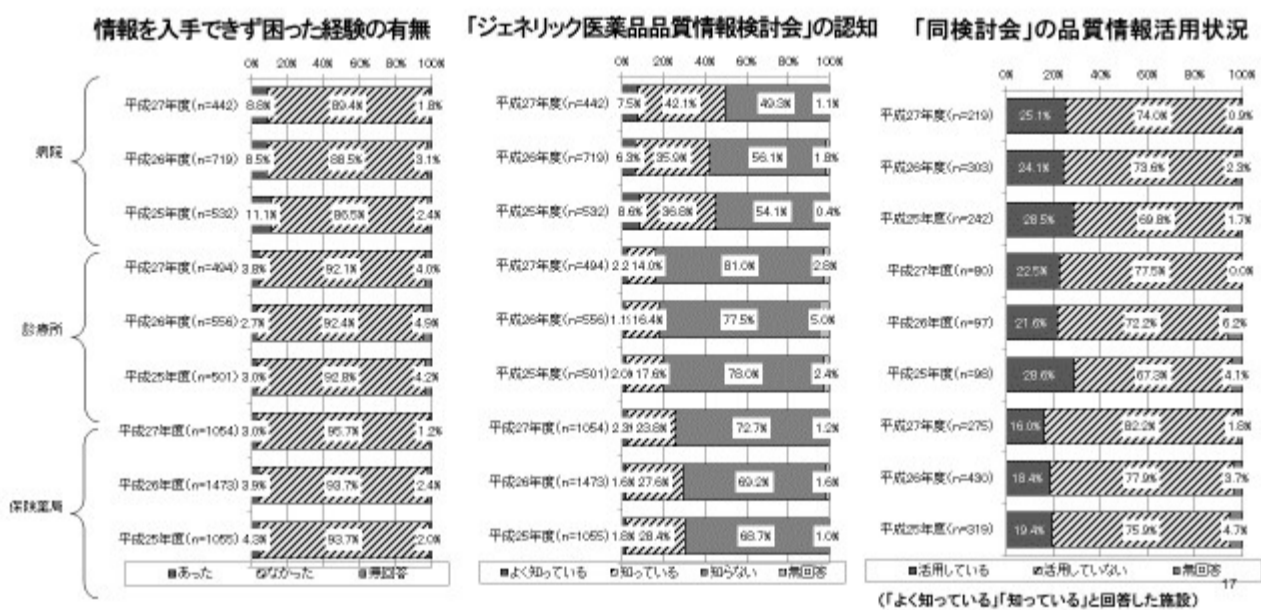 情報を入手できず困った経験の有無
0% 20% 40% 60% 80% 100%
病院
平成27年度(n=442) 8.8% 89.4% 1.8%
平成26年度(n=719) 8.5% 88.5% 3.1%
平成25年度(n=532) 11.1% 86.5% 2.4%
診療所
平成27年度(n=494) 3.8% 92.1% 4.0%
平成26年度(n=556) 2.7% 92.4% 4.9%
平成25年度(n=501) 3.0% 92.8% 4.2%
保険薬局
平成27年度(n=1054) 3.0% 95.7% 1.2%
平成26年度(n=1473) 3.9% 93.7% 2.4%
平成25年度(n=1055) 4.3% 93.7% 2.0%
あった なかった 無回答
「ジェネリック医薬品品質情報検討会」の認知
0% 20% 40% 60% 80% 100%
平成27年度(n=442) 7.5% 42.1% 49.3% 1.1%
平成26年度(n=719) 6.3% 35.9% 56.1% 1.8%
平成25年度(n=532) 8.6% 36.8% 54.1% 0.4%
平成27年度(n=494) 2.2 14.0% 81.0% 2.8%
平成26年度(n=556) 1.1 16.4% 77.5% 5.0%
平成25年度(n=501) 2.0 17.6% 78.0% 2.4%
平成27年度(n=1054) 2.3 23.8% 72.7% 1.2%
平成26年度(n=1473) 1.6% 27.6% 69.2% 1.6%
平成25年度(n=1055) 1.8% 28.4% 68.7% 1.0%
よく知っている 知っている 知らない 無回答
「同検討会」の品質情報活用状況
0% 20% 40% 60% 80% 100%
平成27年度(n=219) 25.1% 74.0% 0.9%
平成26年度(n=303) 24.1% 73.6% 2.3%
平成25年度(n=242) 28.5% 69.8% 1.7%
平成27年度(n=80) 22.5% 77.5% 0.0%
平成26年度(n=97) 21.6% 72.2% 6.2%
平成25年度(n=98) 28.6% 67.3% 4.1%
平成27年度(n=275) 16.0% 82.2% 1.8%
平成26年度(n=430) 18.4% 77.9% 3.7%
平成25年度(n=319) 19.4% 75.9% 4.7%
活用している 活用していない 無回答
17
(「よく知っている」「知っている」と回答した施設)